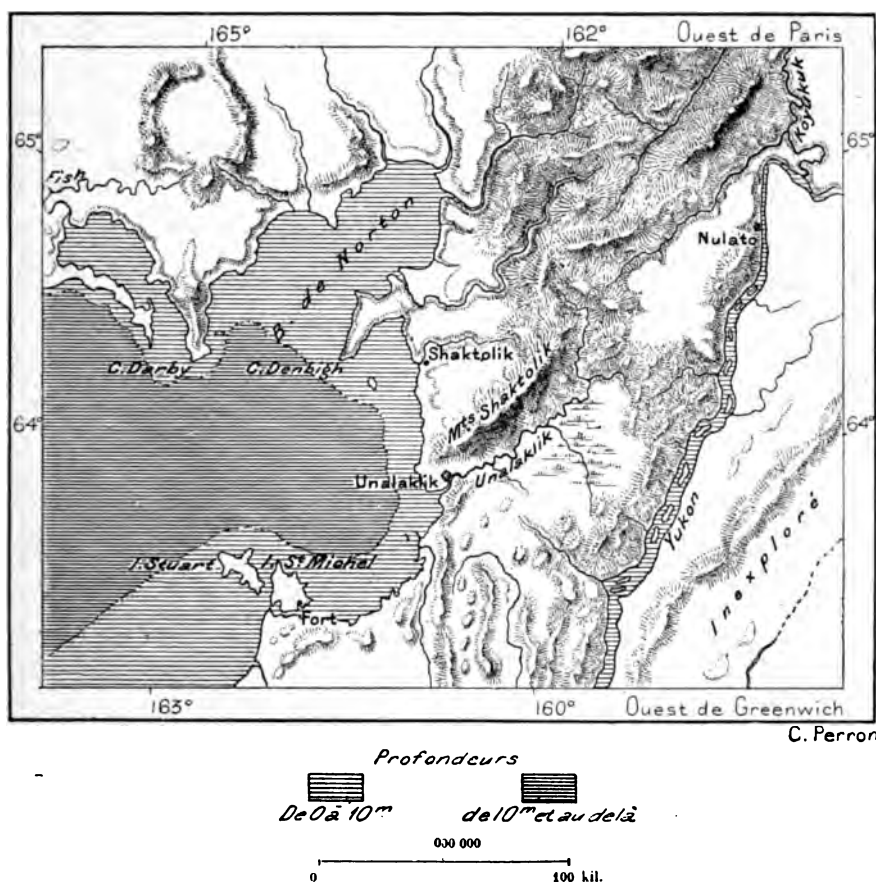 165°
162°
Ouest de Paris
65°
65°
Koyukuk
Fish
B. de Norton
Nulato
C. Darby
C. Denbigh
Shaktolik
Mts Shaktolik
64°
64°
Unalaklik
Unalaklik
Yukon
Inexploré
I. Stuart
I. St Michel
Fort
163°
160°
Ouest de Greenwich
C. Perron
Profondeurs
De 0 à 10m
de 10m et au delà
0
100 kil.